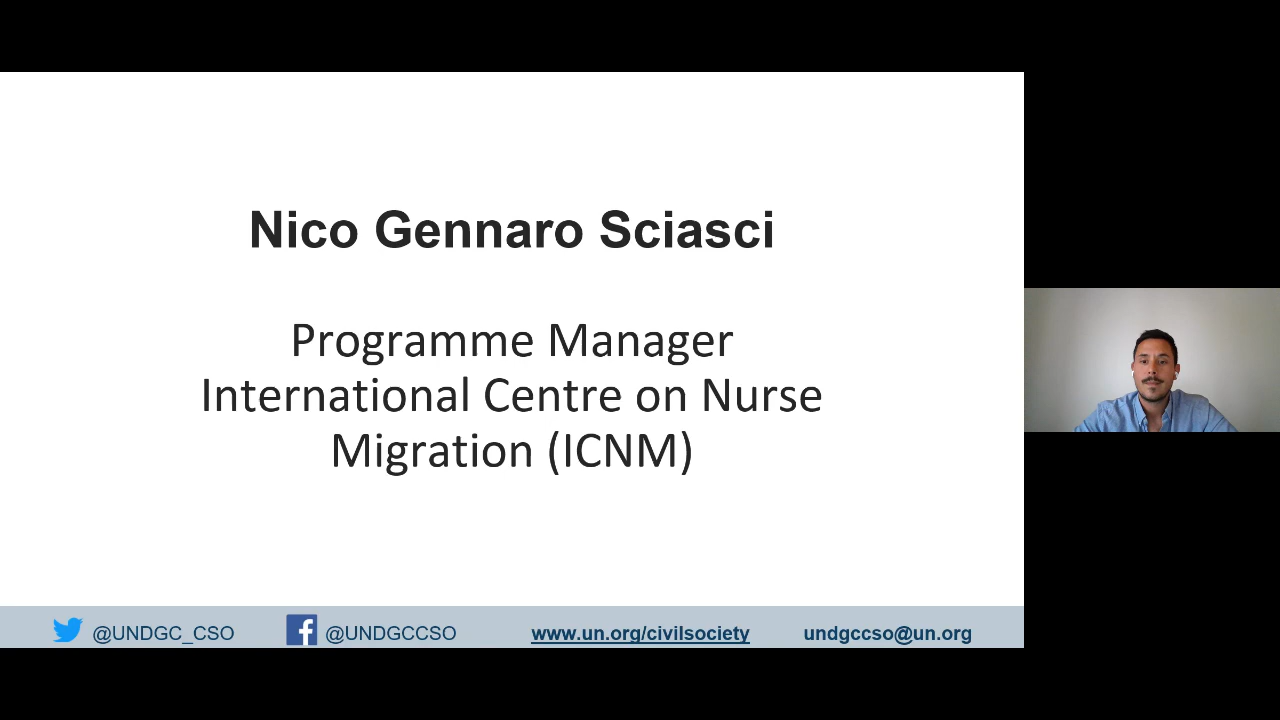 Nico Gennaro Sciasci
Programme Manager
International Centre on Nurse
Migration (ICNM)
@UNDGC_CSO @UNDGCCSO www.un.org/civilsociety undgccso@un.org